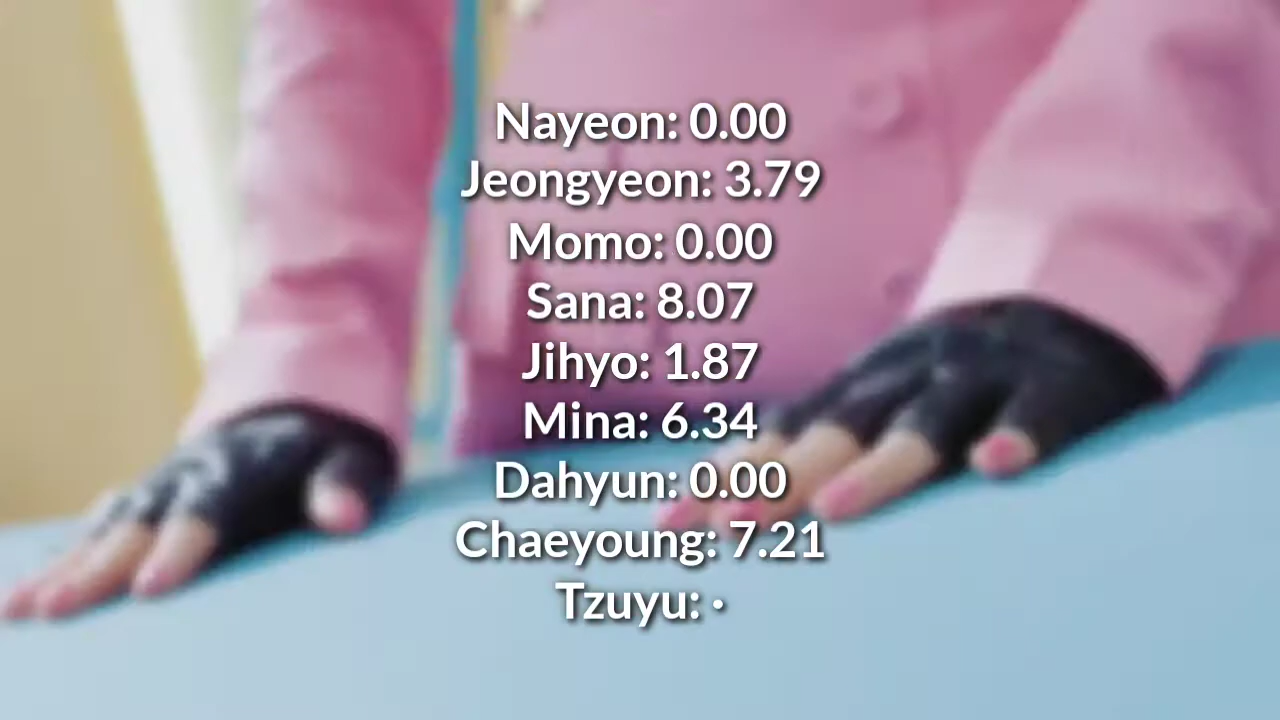 Nayeon: 0.00
Jeongyeon: 3.79
Momo: 0.00
Sana: 8.07
Jihyo: 1.87
Mina: 6.34
Dahyun: 0.00
Chaeyoung: 7.21
Tzuyu: ·